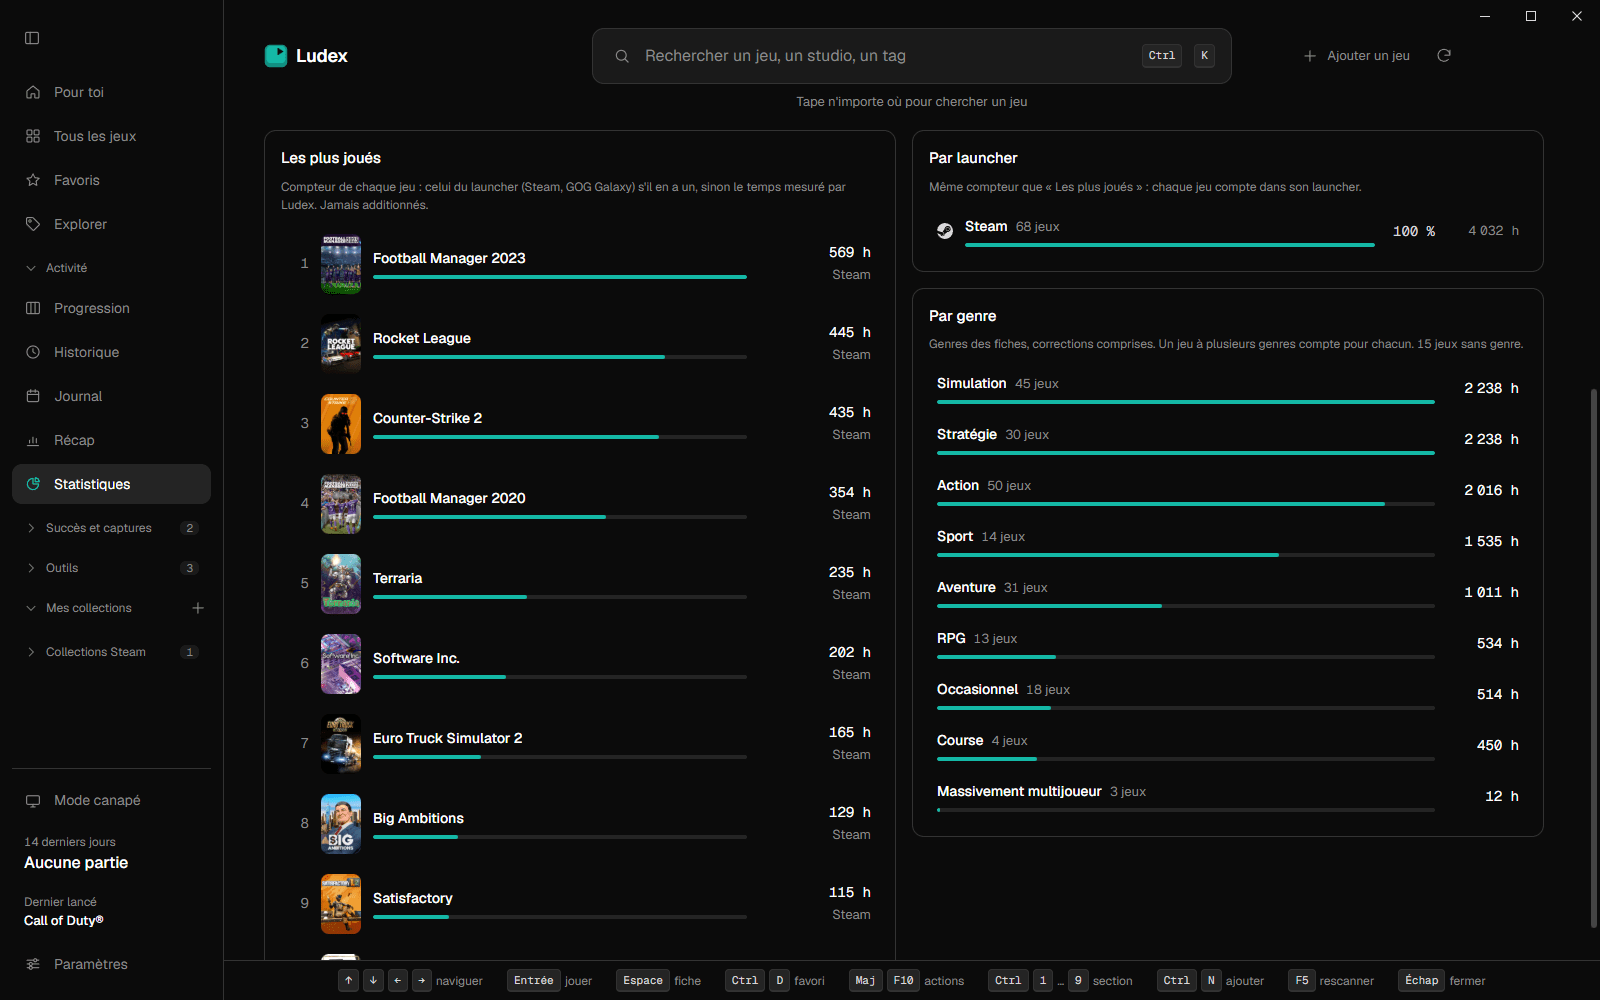 Pour toi
Tous les jeux
Favoris
Explorer
Activité
Progression
Historique
Journal
Récap
Statistiques
Succès et captures 2
Outils 3
Mes collections
Collections Steam 1
Mode canapé
14 derniers jours
Aucune partie
Dernier lancé
Call of Duty®
Paramètres
Ludex
Rechercher un jeu, un studio, un tag
Ctrl K
Ajouter un jeu
Tape n'importe où pour chercher un jeu
Les plus joués
Compteur de chaque jeu : celui du launcher (Steam, GOG Galaxy) s'il en a un, sinon le temps mesuré par
Ludex. Jamais additionnés.
1 Football Manager 2023 569 h
Steam
2 Rocket League 445 h
Steam
ROCKET
LEAGUE
3 Counter-Strike 2 435 h
Steam
4 Football Manager 2020 354 h
Steam
5 Terraria 235 h
Steam
6 Software Inc. 202 h
Steam
7 Euro Truck Simulator 2 165 h
Steam
8 Big Ambitions 129 h
Steam
BIG
AMBITIONS
9 Satisfactory 115 h
Steam
Par launcher
Même compteur que « Les plus joués » : chaque jeu compte dans son launcher.
Steam 68 jeux 100 % 4 032 h
Par genre
Genres des fiches, corrections comprises. Un jeu à plusieurs genres compte pour chacun. 15 jeux sans genre.
Simulation 45 jeux 2 238 h
Stratégie 30 jeux 2 238 h
Action 50 jeux 2 016 h
Sport 14 jeux 1 535 h
Aventure 31 jeux 1 011 h
RPG 13 jeux 534 h
Occasionnel 18 jeux 514 h
Course 4 jeux 450 h
Massivement multijoueur 3 jeux 12 h
↑ ↓ ← → naviguer Entrée jouer Espace fiche Ctrl D favori Maj F10 actions Ctrl 1 … 9 section Ctrl N ajouter F5 rescanner Échap fermer